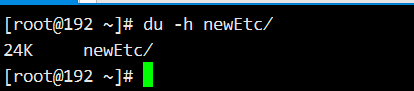 [root@192 ~]# du -h newEtc/
24K     newEtc/
[root@192 ~]#